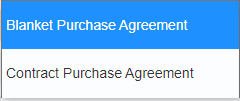 Blanket Purchase Agreement
Contract Purchase Agreement